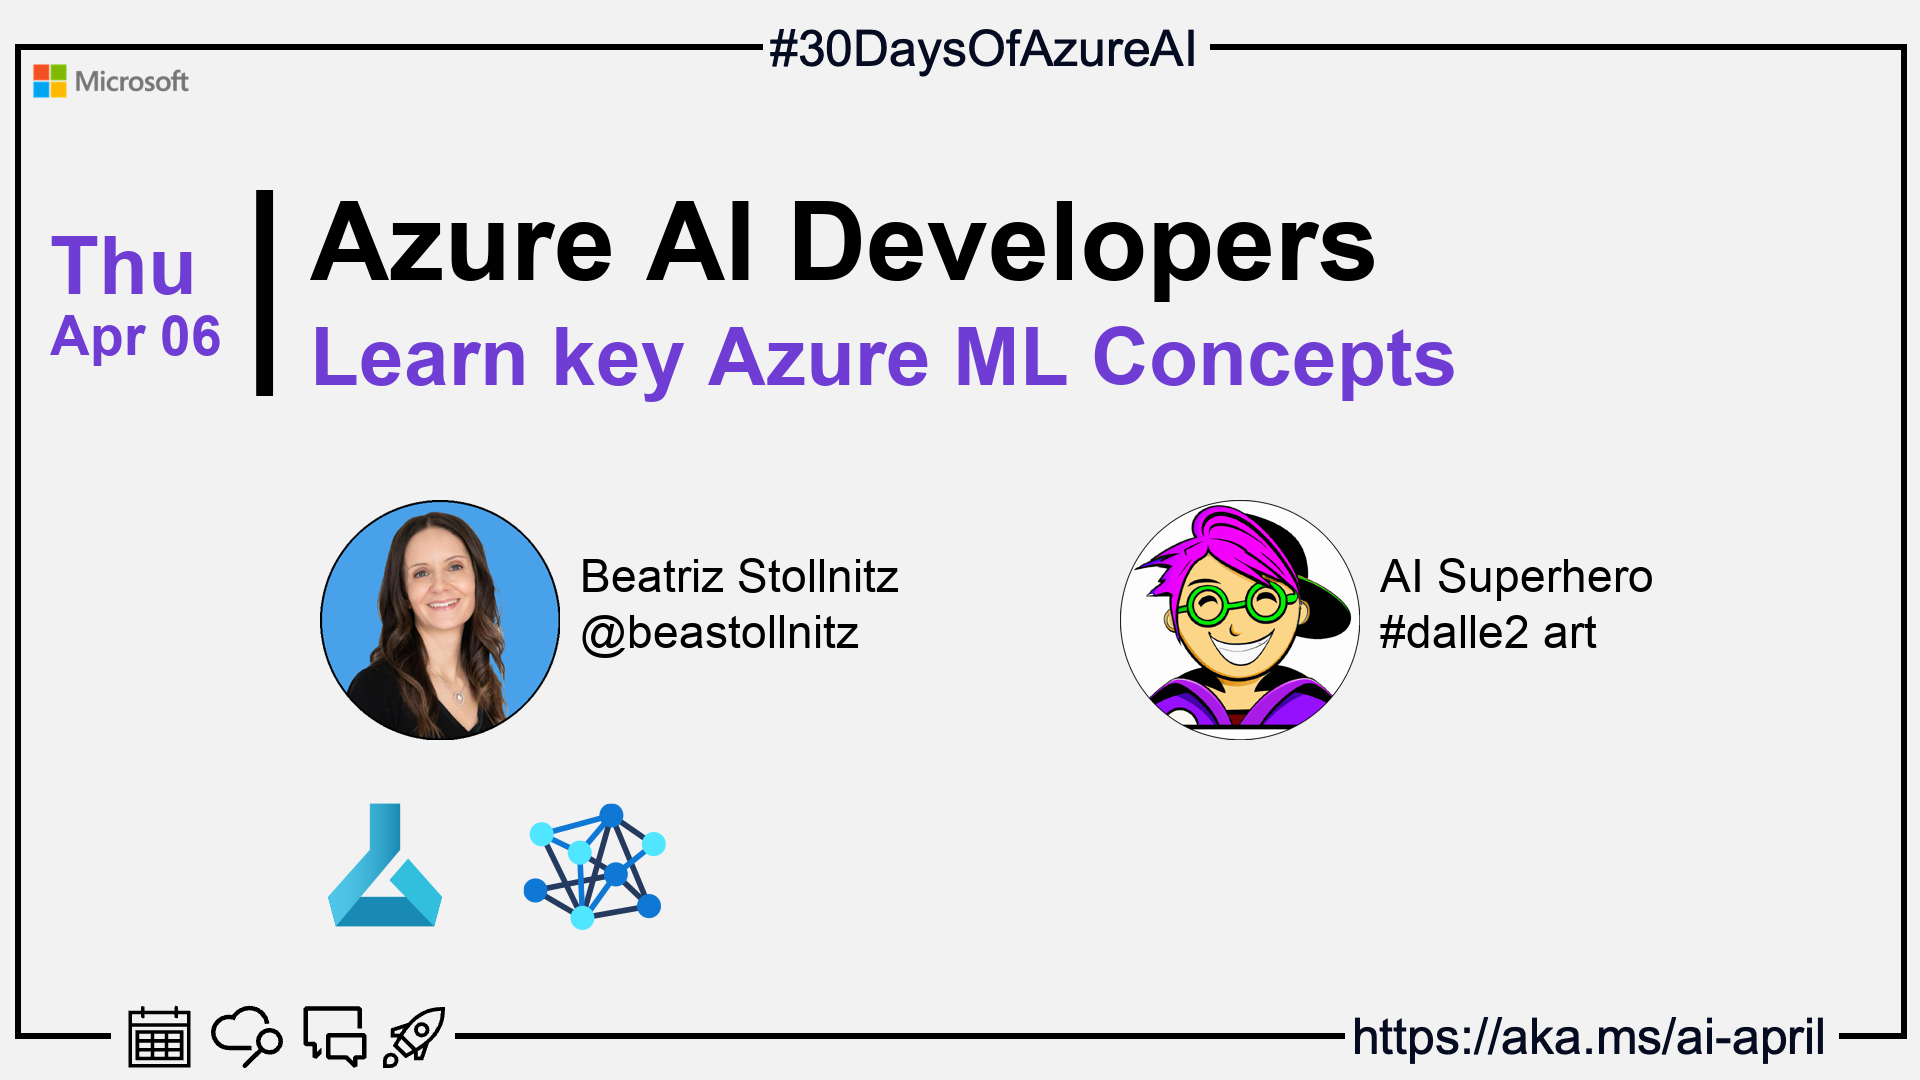 #30DaysOfAzureAI
Microsoft
Thu
Apr 06
Azure AI Developers
Learn key Azure ML Concepts
Beatriz Stollnitz
@beastollnitz
AI Superhero
#dalle2 art
https://aka.ms/ai-april